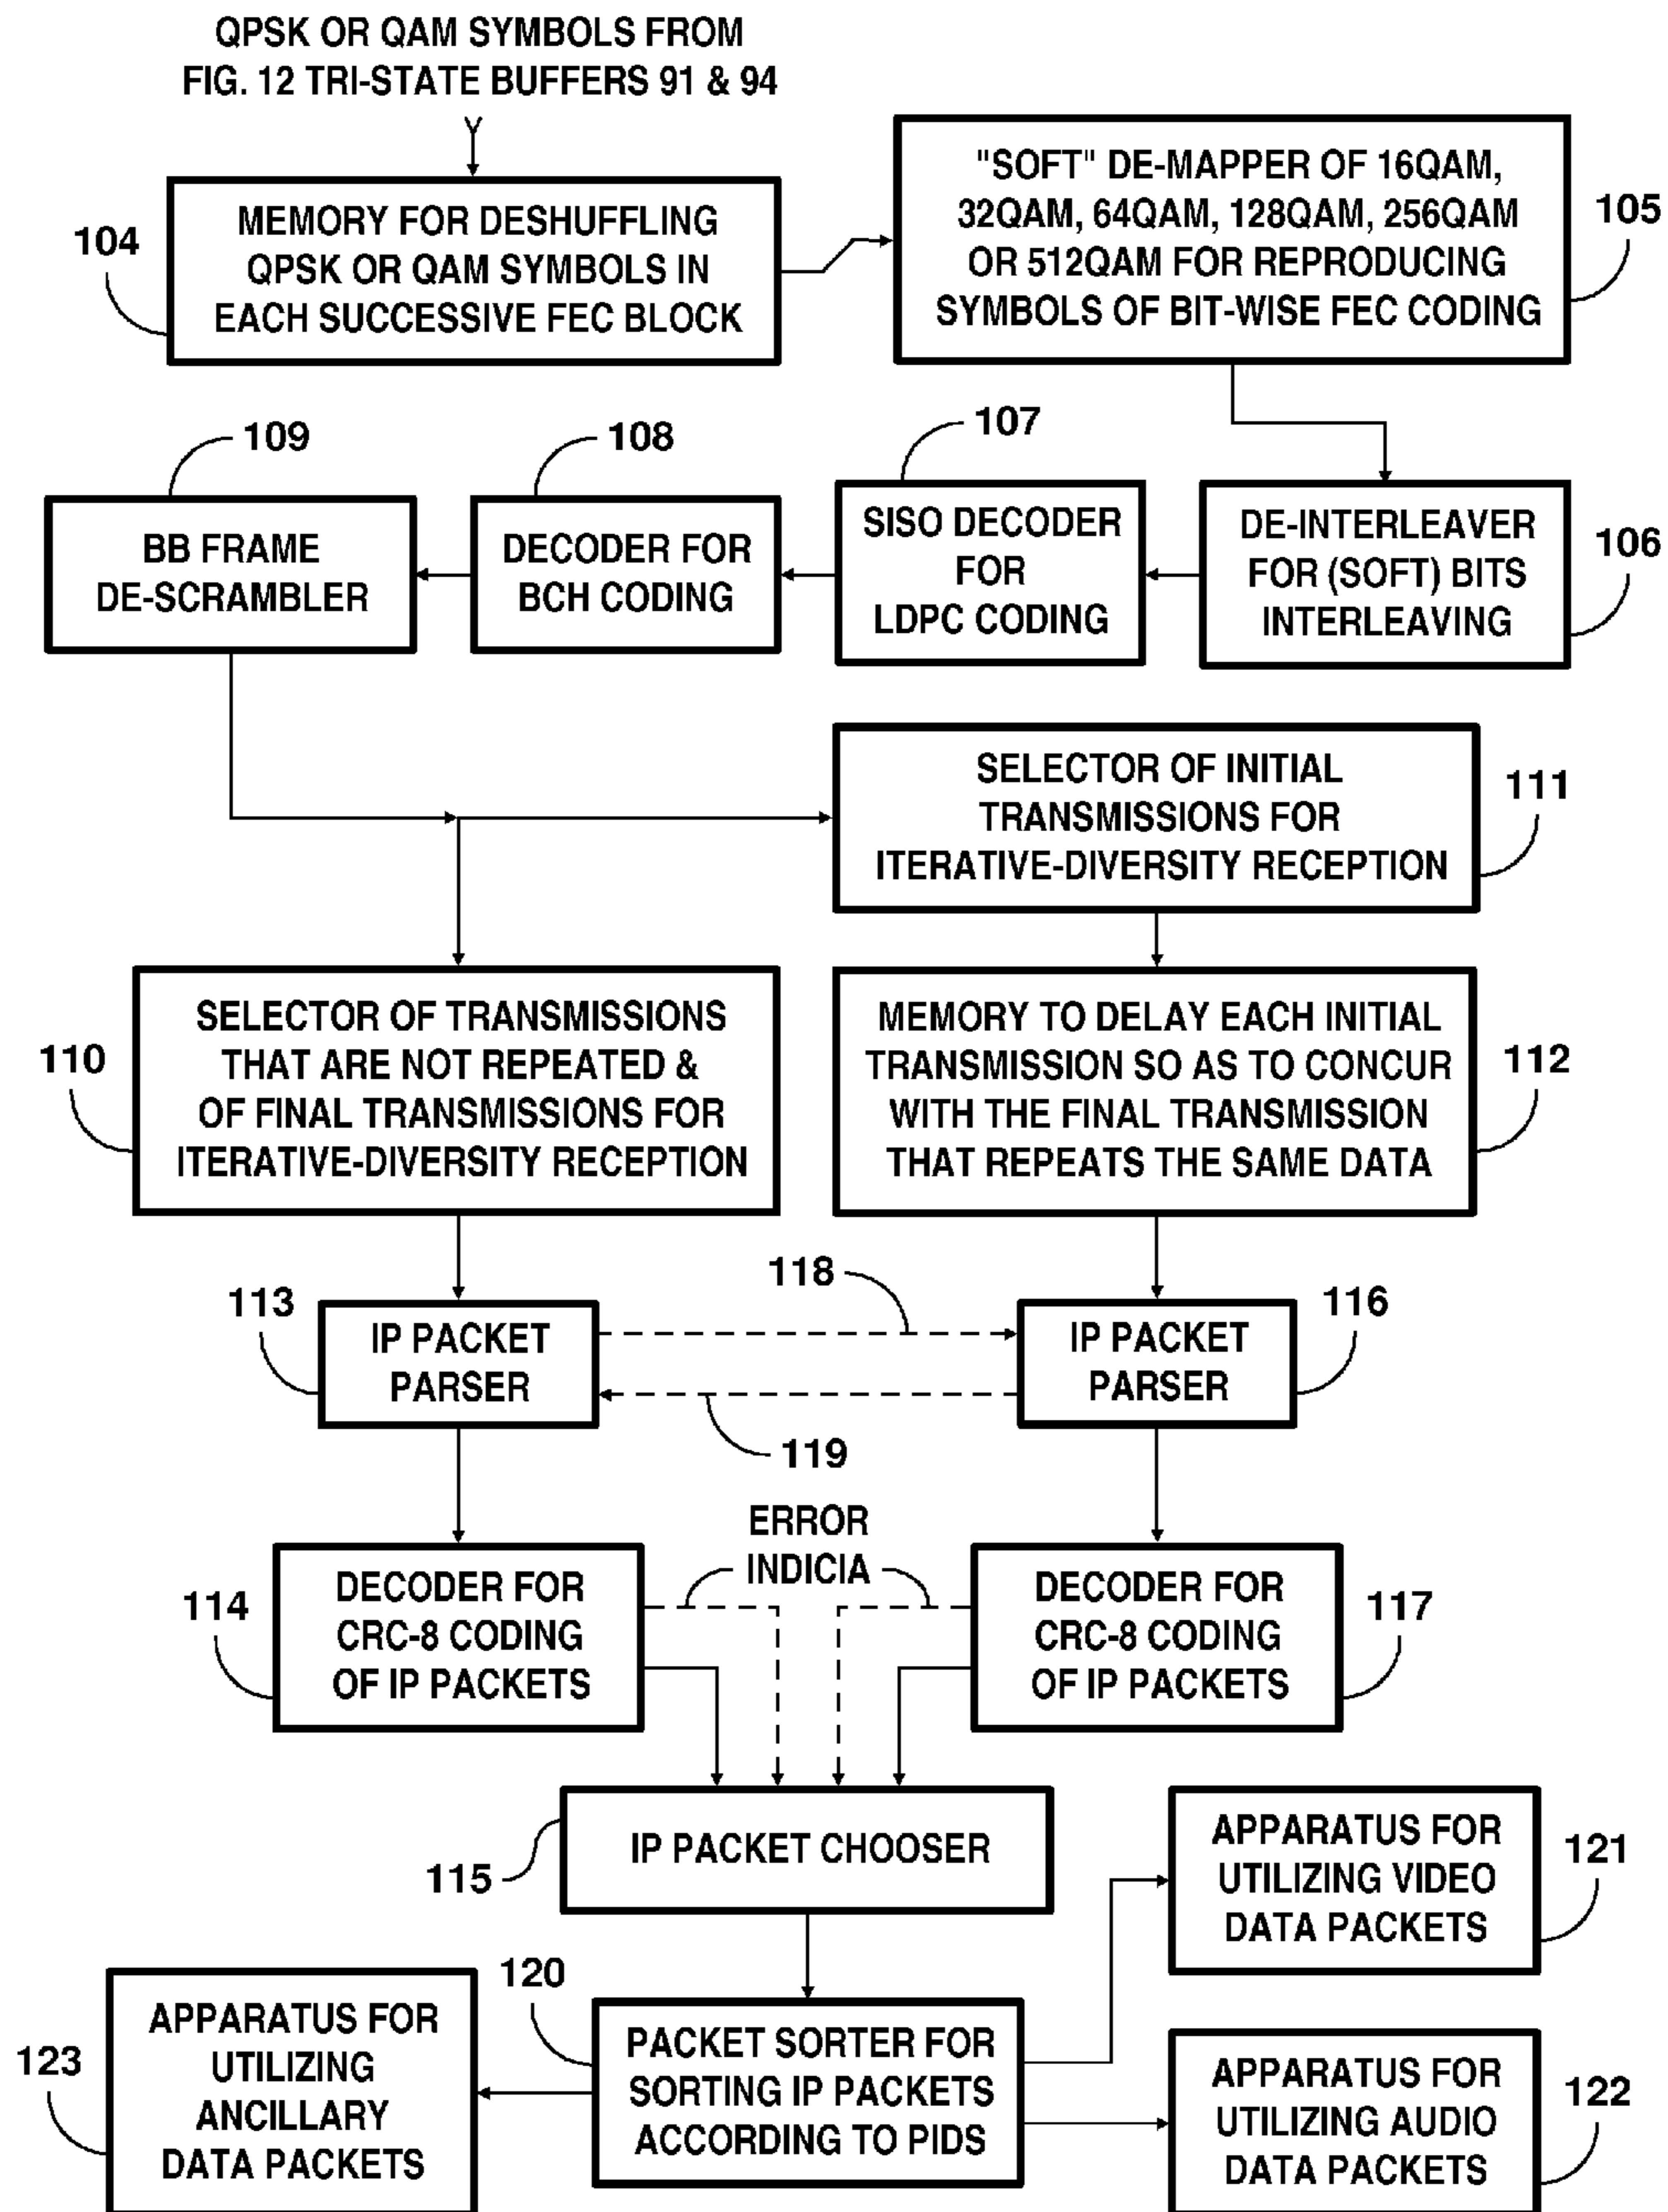 QPSK OR QAM SYMBOLS FROM
FIG. 12 TRI-STATE BUFFERS 91 & 94
104
MEMORY FOR DESHUFFLING
QPSK OR QAM SYMBOLS IN
EACH SUCCESSIVE FEC BLOCK
"SOFT" DE-MAPPER OF 16QAM,
32QAM, 64QAM, 128QAM, 256QAM
OR 512QAM FOR REPRODUCING
SYMBOLS OF BIT-WISE FEC CODING
105
109
BB FRAME
DE-SCRAMBLER
108
DECODER FOR
BCH CODING
107
SISO DECODER
FOR
LDPC CODING
DE-INTERLEAVER
FOR (SOFT) BITS
INTERLEAVING
106
SELECTOR OF INITIAL
TRANSMISSIONS FOR
ITERATIVE-DIVERSITY RECEPTION
111
110
SELECTOR OF TRANSMISSIONS
THAT ARE NOT REPEATED &
OF FINAL TRANSMISSIONS FOR
ITERATIVE-DIVERSITY RECEPTION
MEMORY TO DELAY EACH INITIAL
TRANSMISSION SO AS TO CONCUR
WITH THE FINAL TRANSMISSION
THAT REPEATS THE SAME DATA
112
113
IP PACKET
PARSER
118
119
IP PACKET
PARSER
116
ERROR
INDICIA
114
DECODER FOR
CRC-8 CODING
OF IP PACKETS
DECODER FOR
CRC-8 CODING
OF IP PACKETS
117
115
IP PACKET CHOOSER
APPARATUS FOR
UTILIZING VIDEO
DATA PACKETS
121
120
PACKET SORTER FOR
SORTING IP PACKETS
ACCORDING TO PIDS
123
APPARATUS FOR
UTILIZING
ANCILLARY
DATA PACKETS
APPARATUS FOR
UTILIZING AUDIO
DATA PACKETS
122